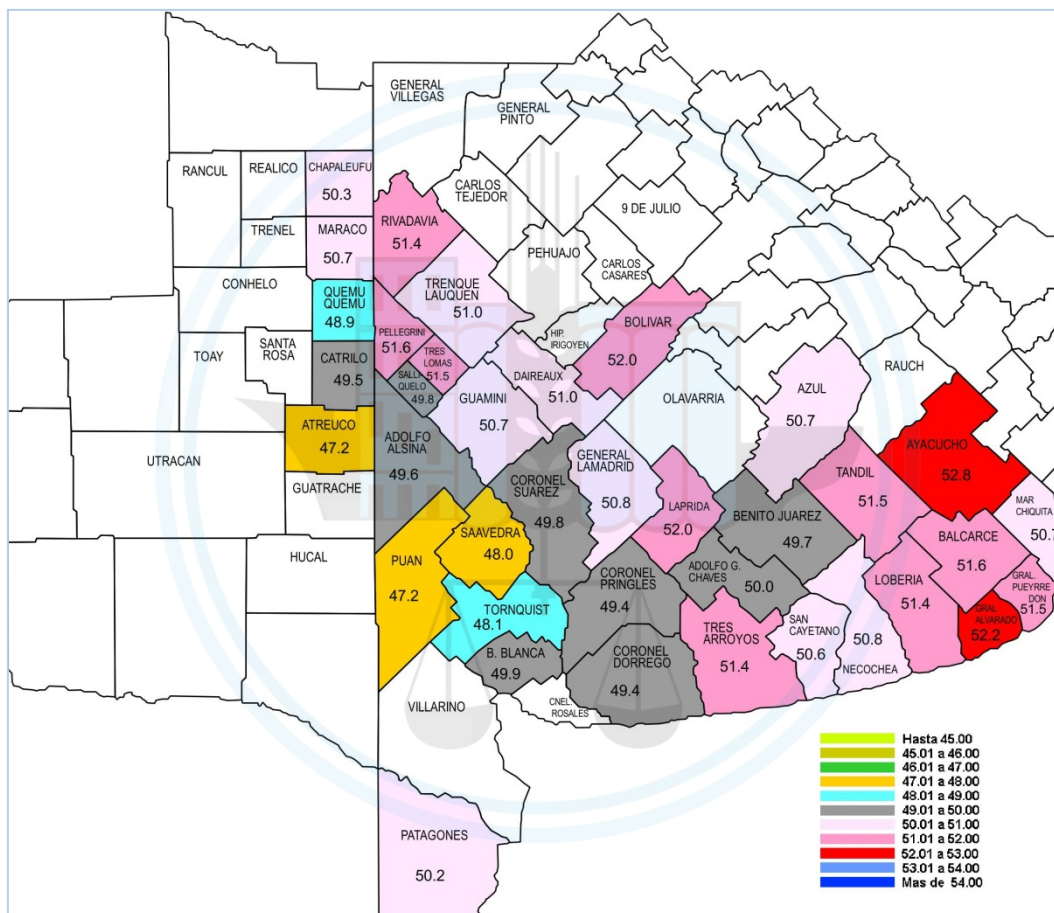 GENERAL
VILLEGAS
GENERAL
PINTO
RANCUL
REALICO
CHAPALEUFU
50.3
TRENEL
MARACO
50.7
RIVADAVIA
51.4
CARLOS
TEJEDOR
9 DE JULIO
PEHUAJO
CARLOS
CASARES
CONHELO
QUEMU
QUEMU
48.9
TRENQUE
LAUQUEN
51.0
TOAY
SANTA
ROSA
CATRILO
49.5
PELLEGRINI
51.6
TRES
LOMAS
51.5
SALLI
QUELO
49.8
HIP.
IRIGOYEN
BOLIVAR
52.0
DAIREAUX
51.0
GUAMINI
50.7
OLAVARRIA
AZUL
50.7
RAUCH
ATREUCO
47.2
ADOLFO
ALSINA
49.6
UTRACAN
GUATRACHE
CORONEL
SUAREZ
49.8
GENERAL
LAMADRID
50.8
LAPRIDA
52.0
BENITO JUAREZ
49.7
TANDIL
51.5
AYACUCHO
52.8
MAR
CHIQUITA
50.7
BALCARCE
51.6
HUCAL
PUAN
47.2
SAAVEDRA
48.0
TORNQUIST
48.1
CORONEL
PRINGLES
49.4
ADOLFO G.
CHAVES
50.0
LOBERIA
51.4
GRAL.
PUEYRRE
DON
51.5
GRAL.
ALVARADO
52.2
TRES
ARROYOS
51.4
SAN
CAYETANO
50.6
50.8
NECOCHEA
B. BLANCA
49.9
CORONEL
DORREGO
49.4
CNEL.
ROSALES
VILLARINO
PATAGONES
50.2
Hasta 45.00
45.01 a 46.00
46.01 a 47.00
47.01 a 48.00
48.01 a 49.00
49.01 a 50.00
50.01 a 51.00
51.01 a 52.00
52.01 a 53.00
53.01 a 54.00
Mas de 54.00